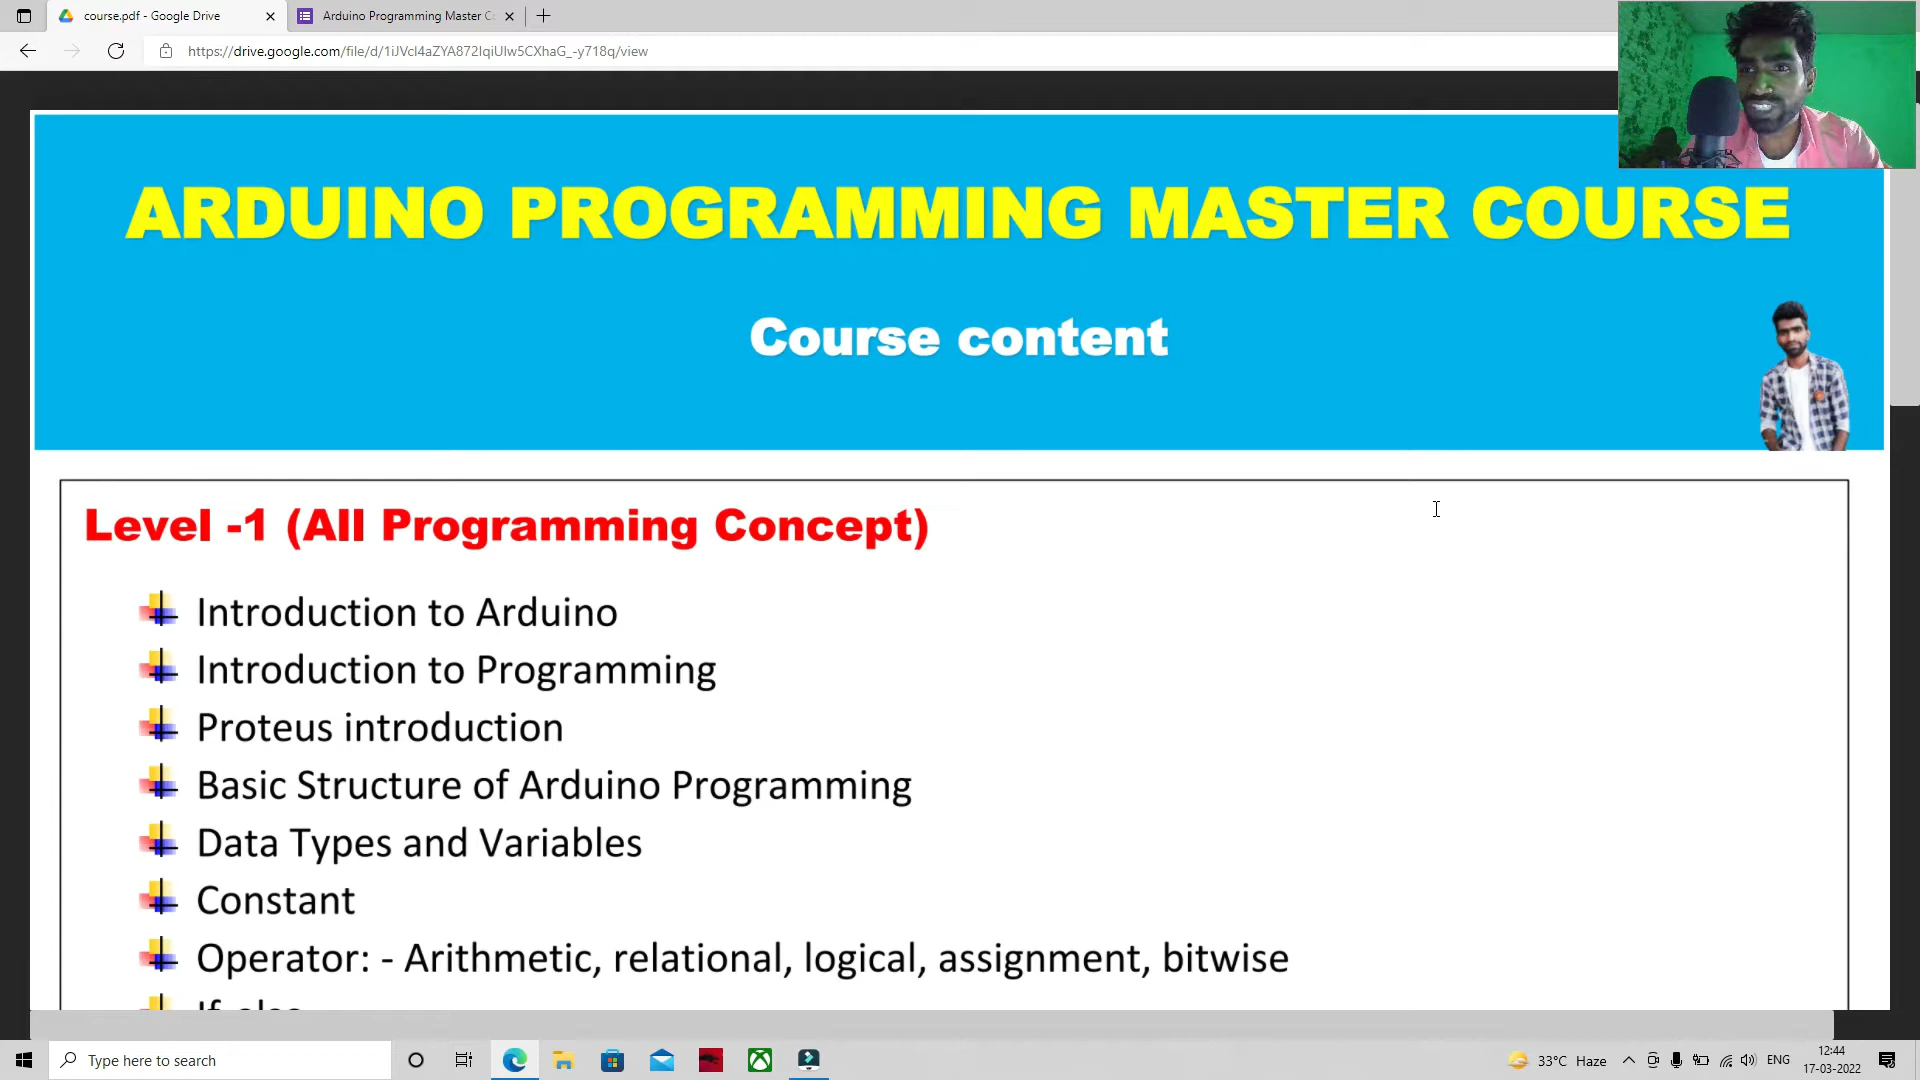 course.pdf - Google Drive
Arduino Programming Master C
https://drive.google.com/file/d/1iJVcl4aZYA872IqiUlw5CXhaG_-y718q/view
ARDUINO PROGRAMMING MASTER COURSE
Course content
Level -1 (All Programming Concept)
Introduction to Arduino
Introduction to Programming
Proteus introduction
Basic Structure of Arduino Programming
Data Types and Variables
Constant
Operator: - Arithmetic, relational, logical, assignment, bitwise
If else
Type here to search
33°C Haze
ENG
12:44
17-03-2022